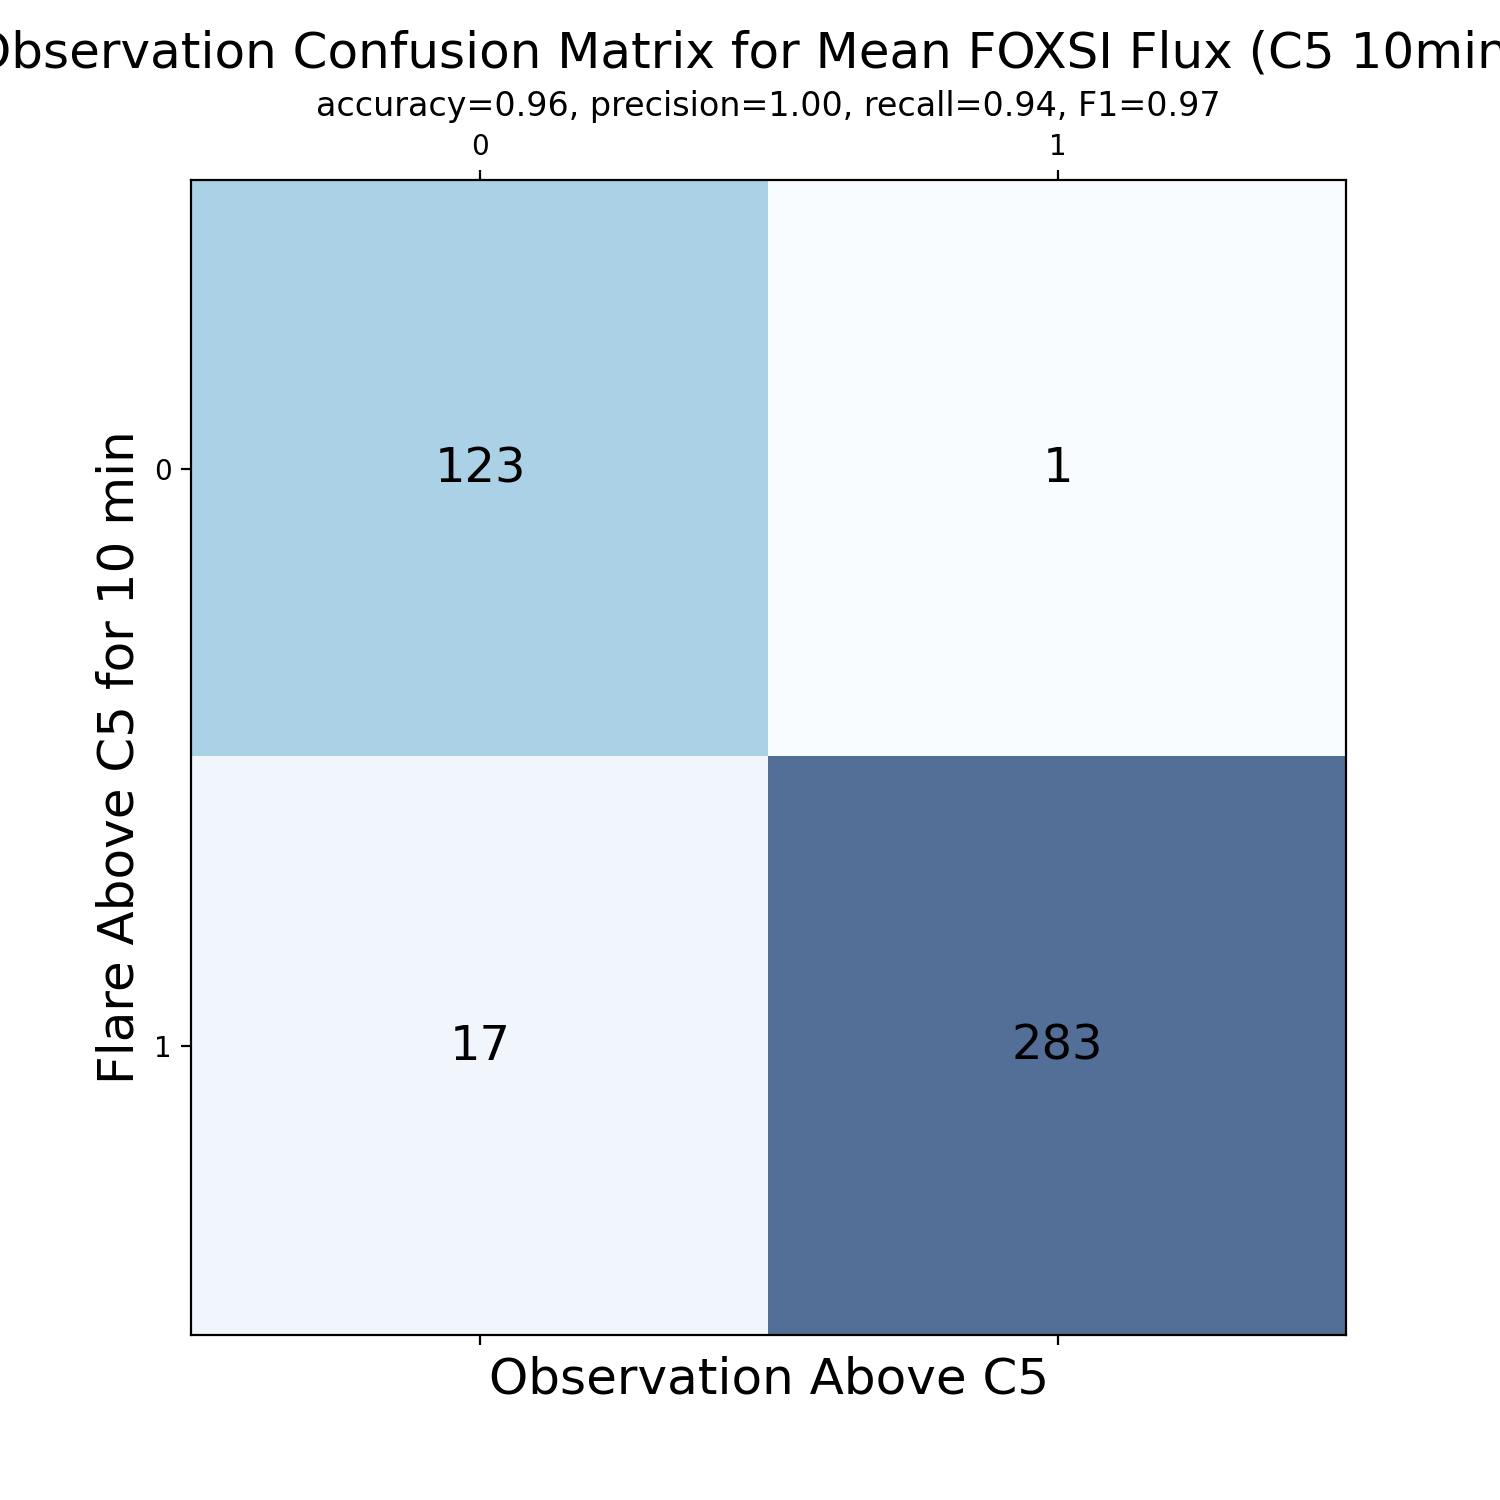 Observation Confusion Matrix for Mean FOXSI Flux (C5 10min
accuracy=0.96, precision=1.00, recall=0.94, F1=0.97
0 1
Flare Above C5 for 10 min
0 123 1
1 17 283
Observation Above C5